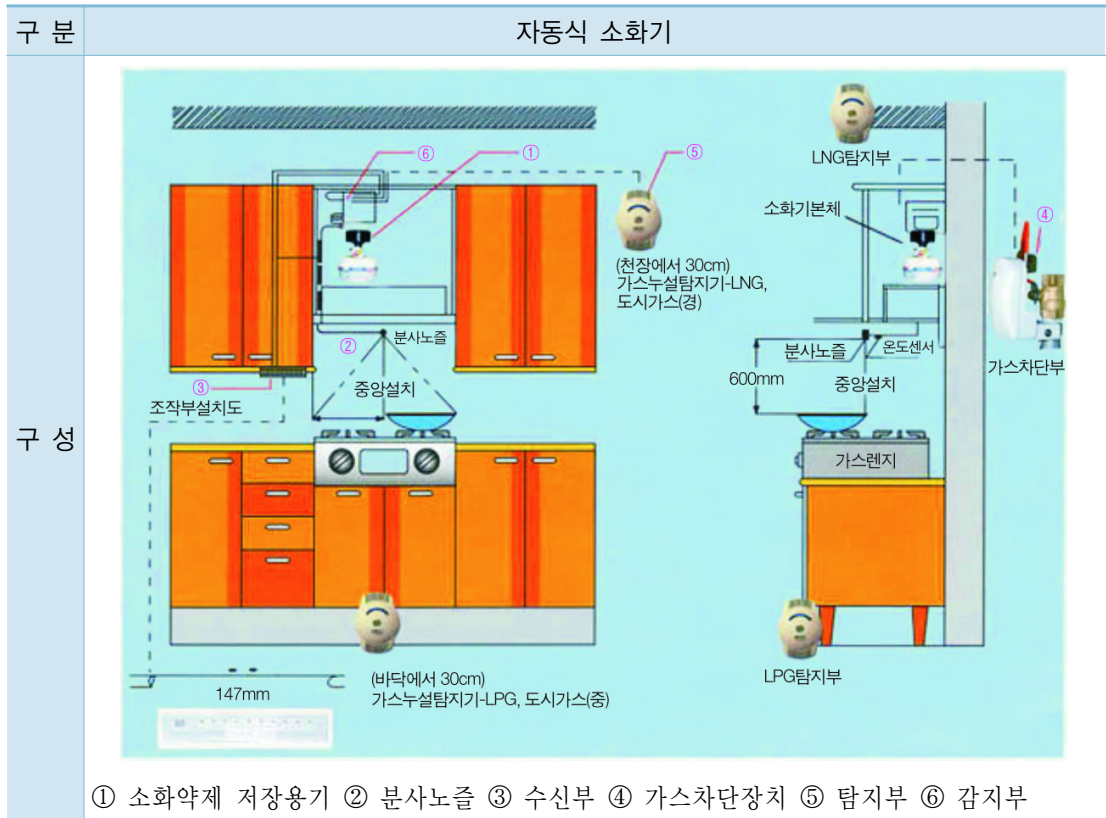 구 분
자동식 소화기
구 성
⑥
①
⑤
LNG탐지부
소화기본체
④
(천장에서 30cm)
가스누설탐지기-LNG,
도시가스(경)
②
분사노즐
분사노즐
온도센서
가스차단부
600mm
③
중앙설치
중앙설치
조작부설치도
가스렌지
(바닥에서 30cm)
가스누설탐지기-LPG, 도시가스(중)
LPG탐지부
147mm
① 소화약제 저장용기 ② 분사노즐 ③ 수신부 ④ 가스차단장치 ⑤ 탐지부 ⑥ 감지부